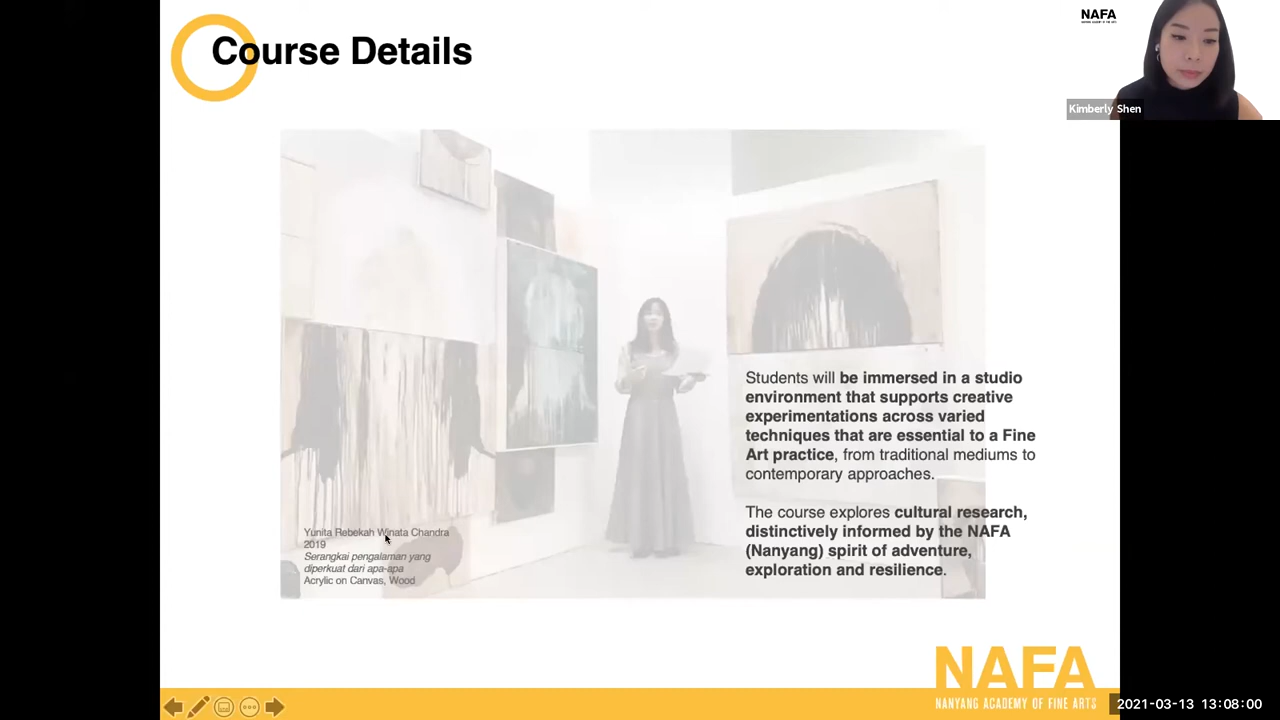 NAFA
Course Details
Kimberly Shen
Students will be immersed in a studio
environment that supports creative
experimentations across varied
techniques that are essential to a Fine
Art practice, from traditional mediums to
contemporary approaches.
The course explores cultural research,
distinctively informed by the NAFA
(Nanyang) spirit of adventure,
exploration and resilience.
Yunita Rebekah Winata Chandra
2019
Serangkai pengalaman yang
diperkuat dari apa-apa
Acrylic on Canvas, Wood
NAFA
NANYANG ACADEMY OF FINE ARTS
2021-03-13 13:08:00